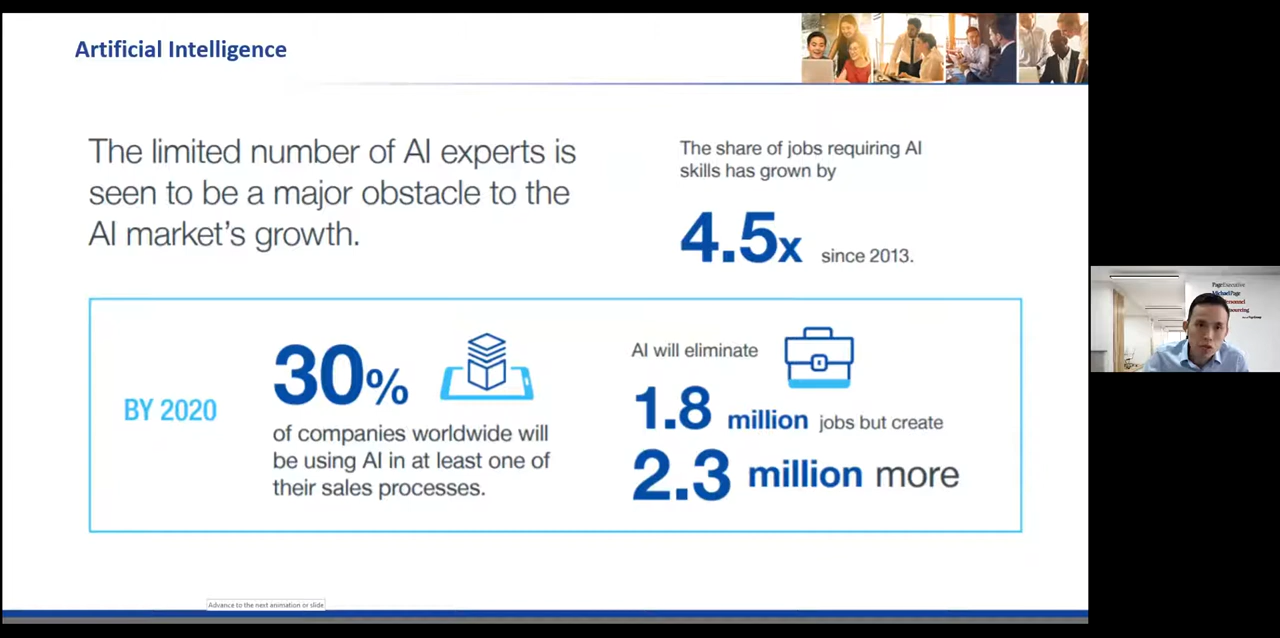 Artificial Intelligence
The limited number of AI experts is
seen to be a major obstacle to the
AI market's growth.
The share of jobs requiring AI
skills has grown by
4.5x since 2013.
BY 2020
30%
of companies worldwide will
be using AI in at least one of
their sales processes.
AI will eliminate
1.8 million jobs but create
2.3 million more
Advance to the next animation or slide
PageExecutive
MichaelPage